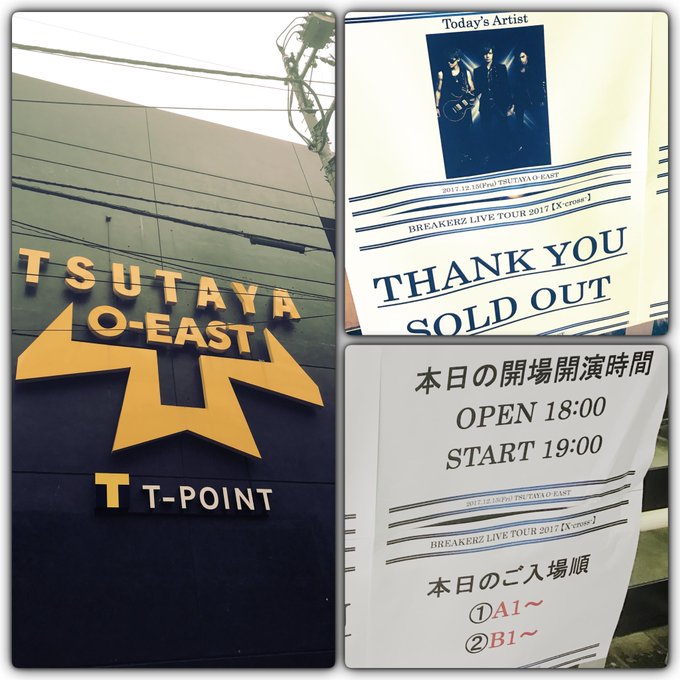 TSUTAYA
O-EAST
T T-POINT
Today's Artist
2017.12.15(Fri) TSUTAYA O-EAST
BREAKERZ LIVE TOUR 2017【X-cross-】
THANK YOU
SOLD OUT
本日の開場開演時間
OPEN 18:00
START 19:00
2017.12.15(Fri) TSUTAYA O-EAST
BREAKERZ LIVE TOUR 2017【X-cross-】
本日のご入場順
①A1～
②B1～